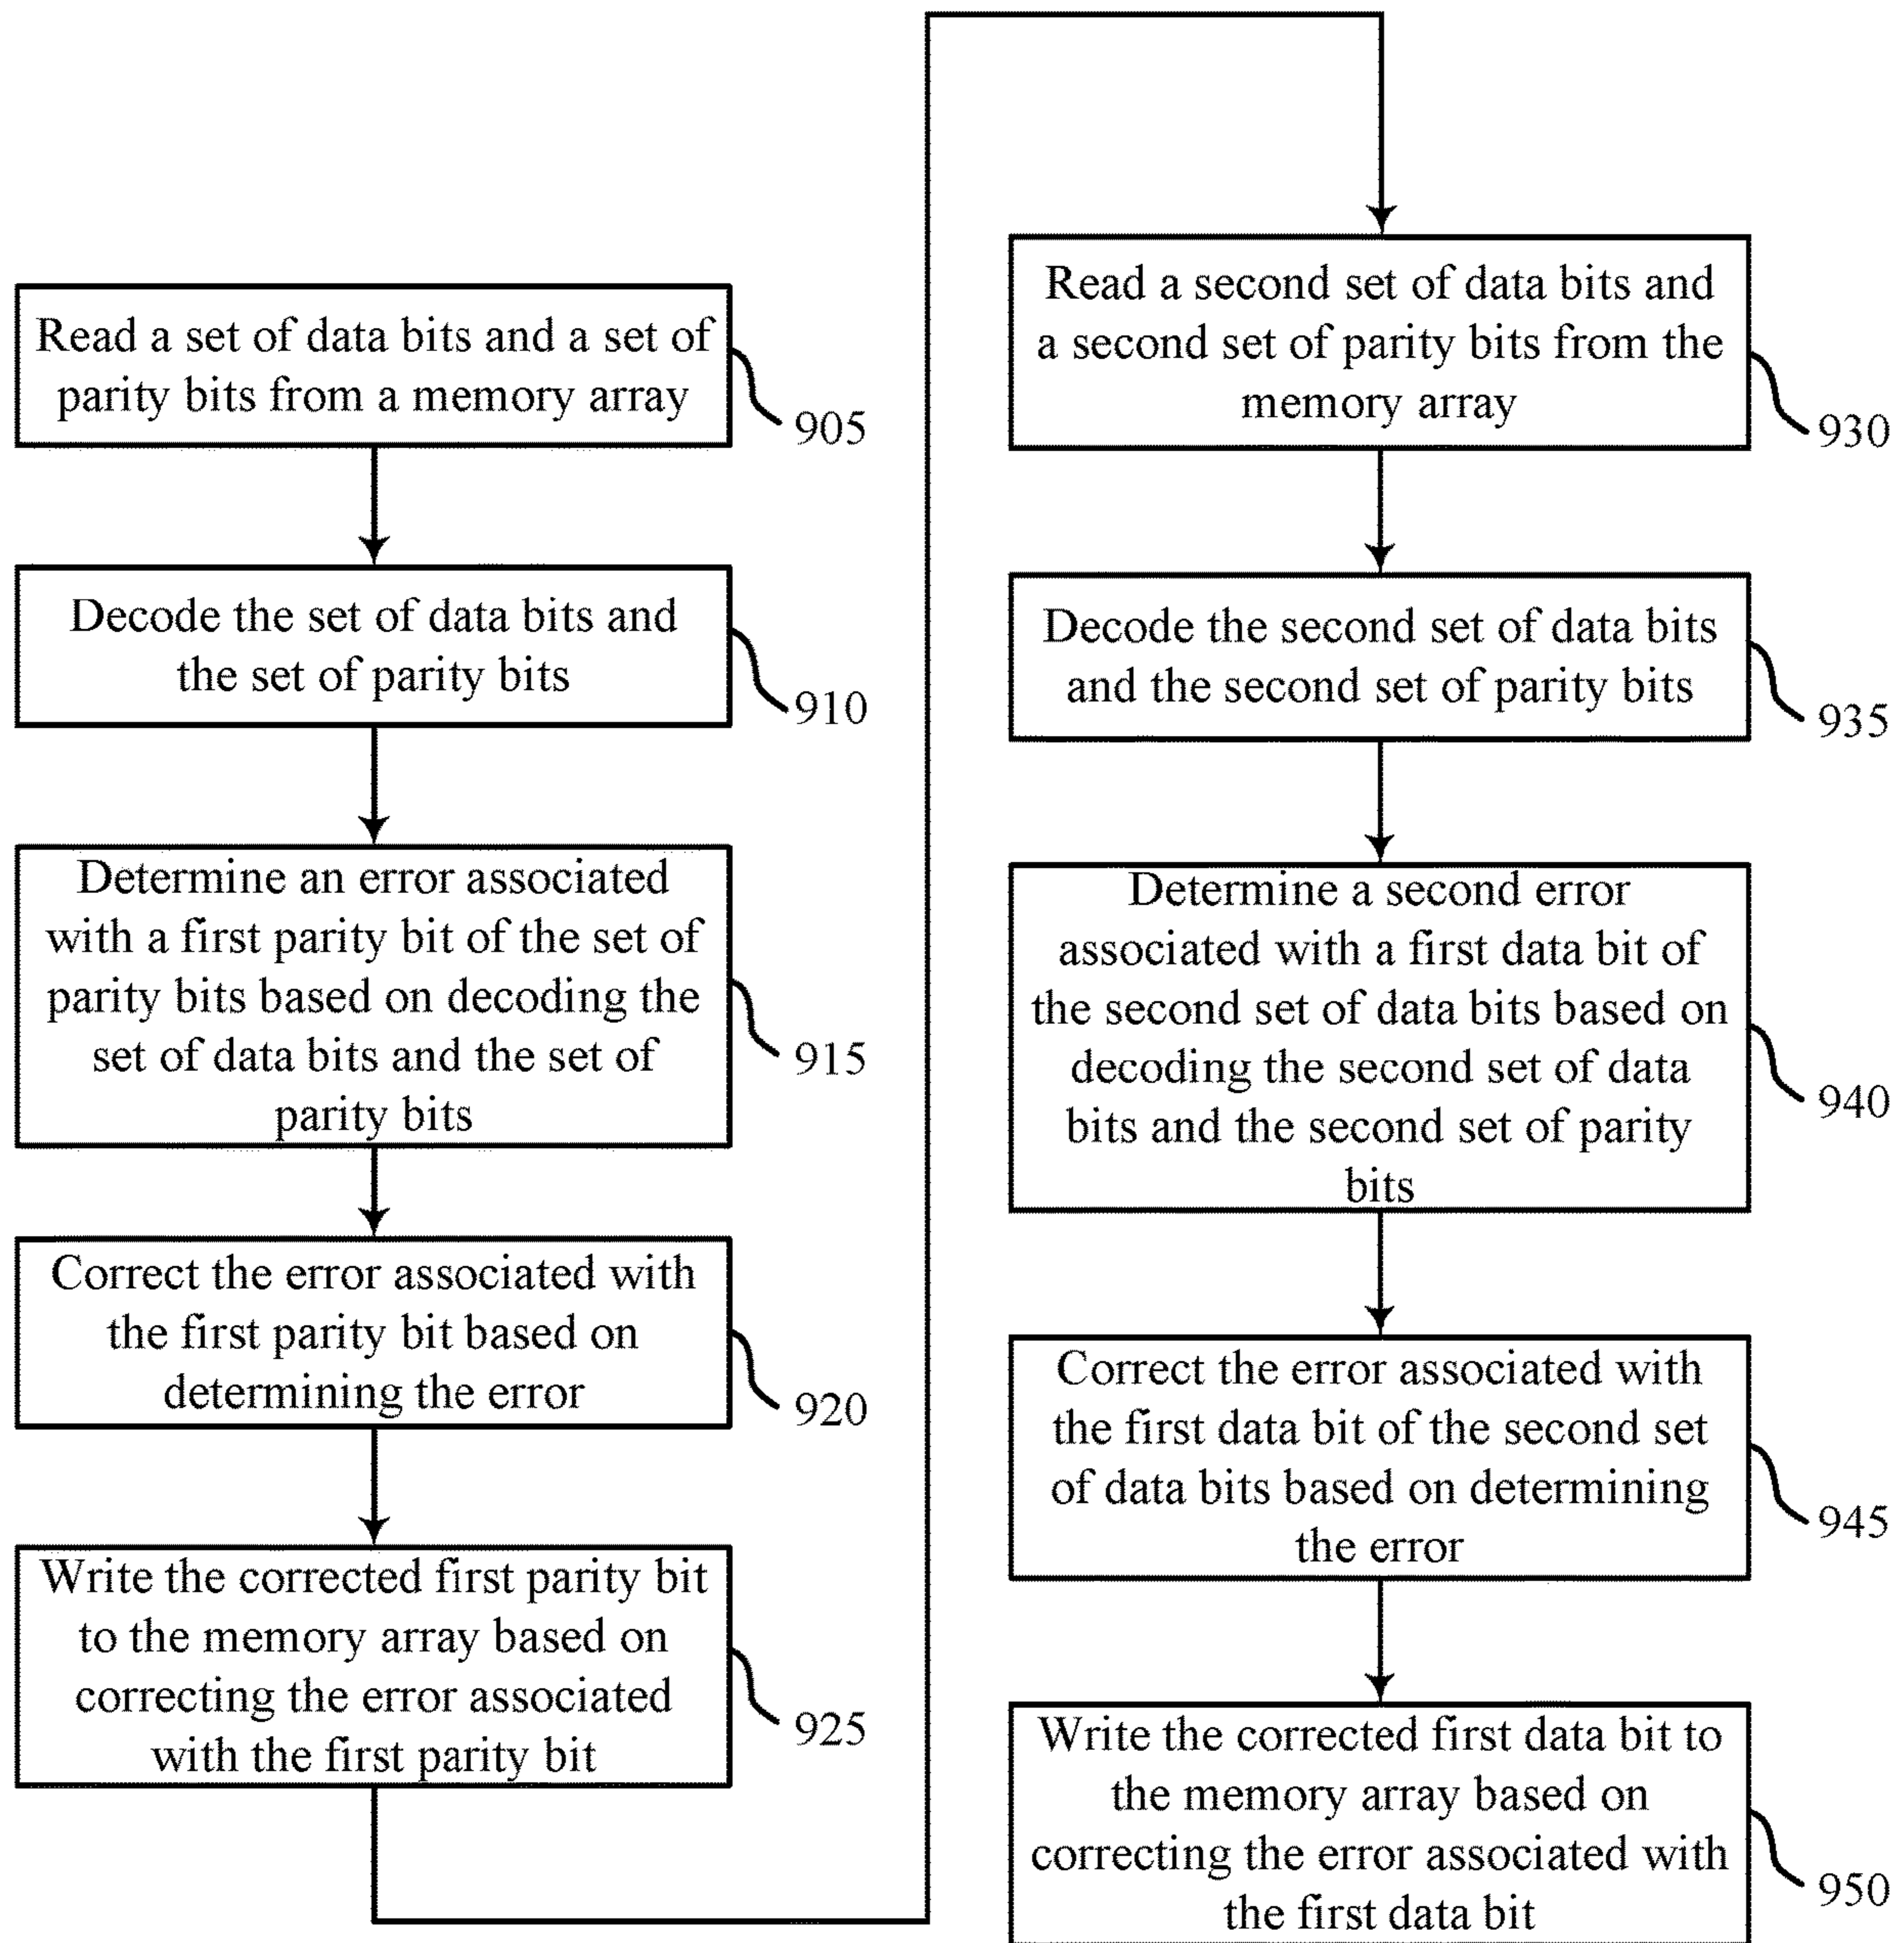 Read a set of data bits and a set of
parity bits from a memory array
905
Decode the set of data bits and
the set of parity bits
910
Determine an error associated
with a first parity bit of the set of
parity bits based on decoding the
set of data bits and the set of
parity bits
915
Correct the error associated with
the first parity bit based on
determining the error
920
Write the corrected first parity bit
to the memory array based on
correcting the error associated
with the first parity bit
925
Read a second set of data bits and
a second set of parity bits from the
memory array
930
Decode the second set of data bits
and the second set of parity bits
935
Determine a second error
associated with a first data bit of
the second set of data bits based on
decoding the second set of data
bits and the second set of parity
bits
940
Correct the error associated with
the first data bit of the second set
of data bits based on determining
the error
945
Write the corrected first data bit to
the memory array based on
correcting the error associated with
the first data bit
950